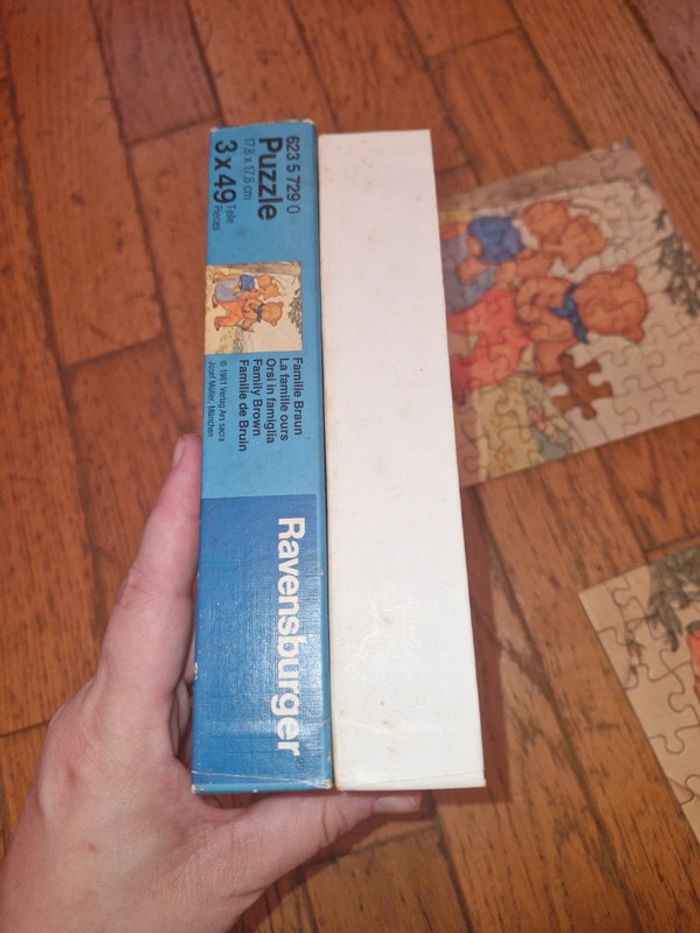 623 5 729 0
Puzzle
17,8 x 17,8 cm
3 x 49 Teile
Pieces
Familie Braun
La famille ours
Orsi in famiglia
Family Brown
Familie de Bruin
© 1981 Verlag Ars sacra
Josef Müller, München
Ravensburger®